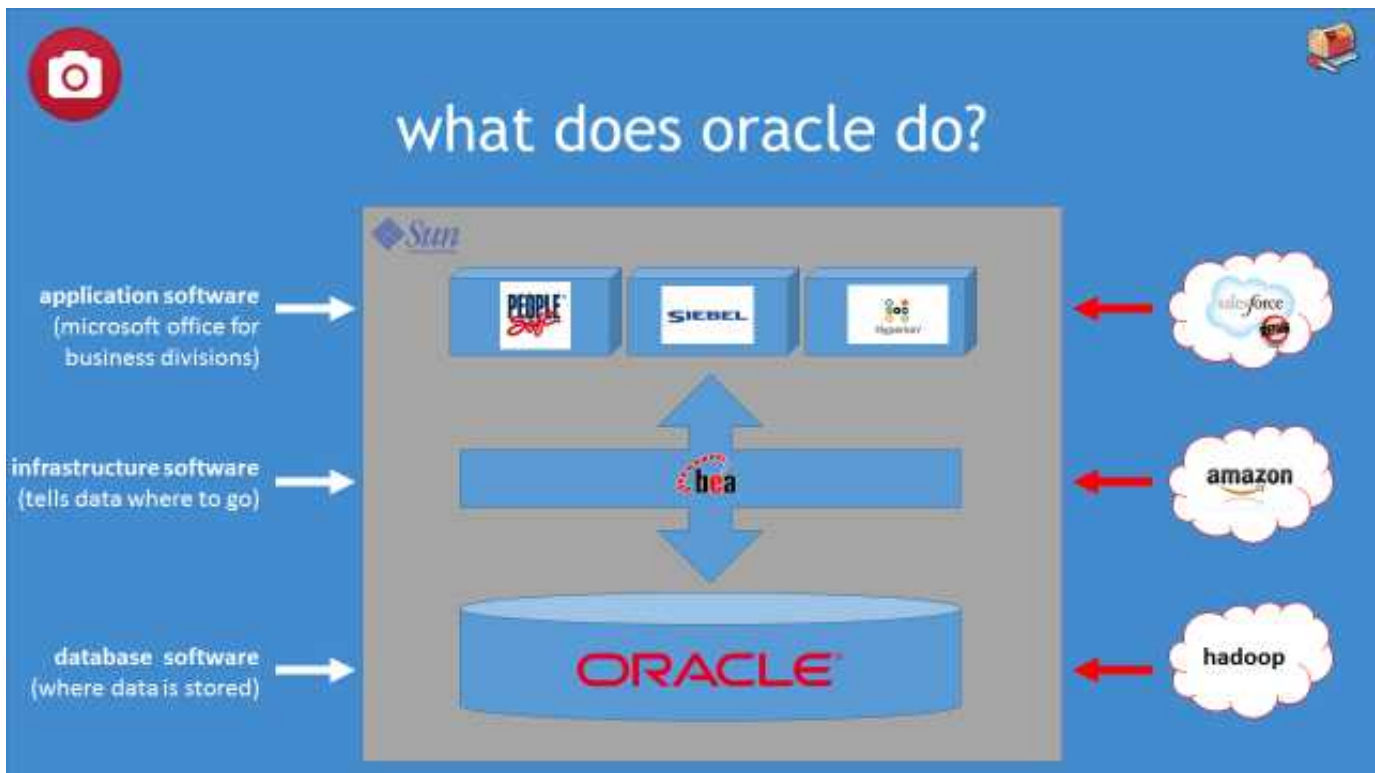 what does oracle do?
Sun
application software
(microsoft office for
business divisions)
PEOPLE
Soft
SIEBEL
Hyperion
salesforce
infrastructure software
(tells data where to go)
bea
amazon
database software
(where data is stored)
ORACLE
hadoop